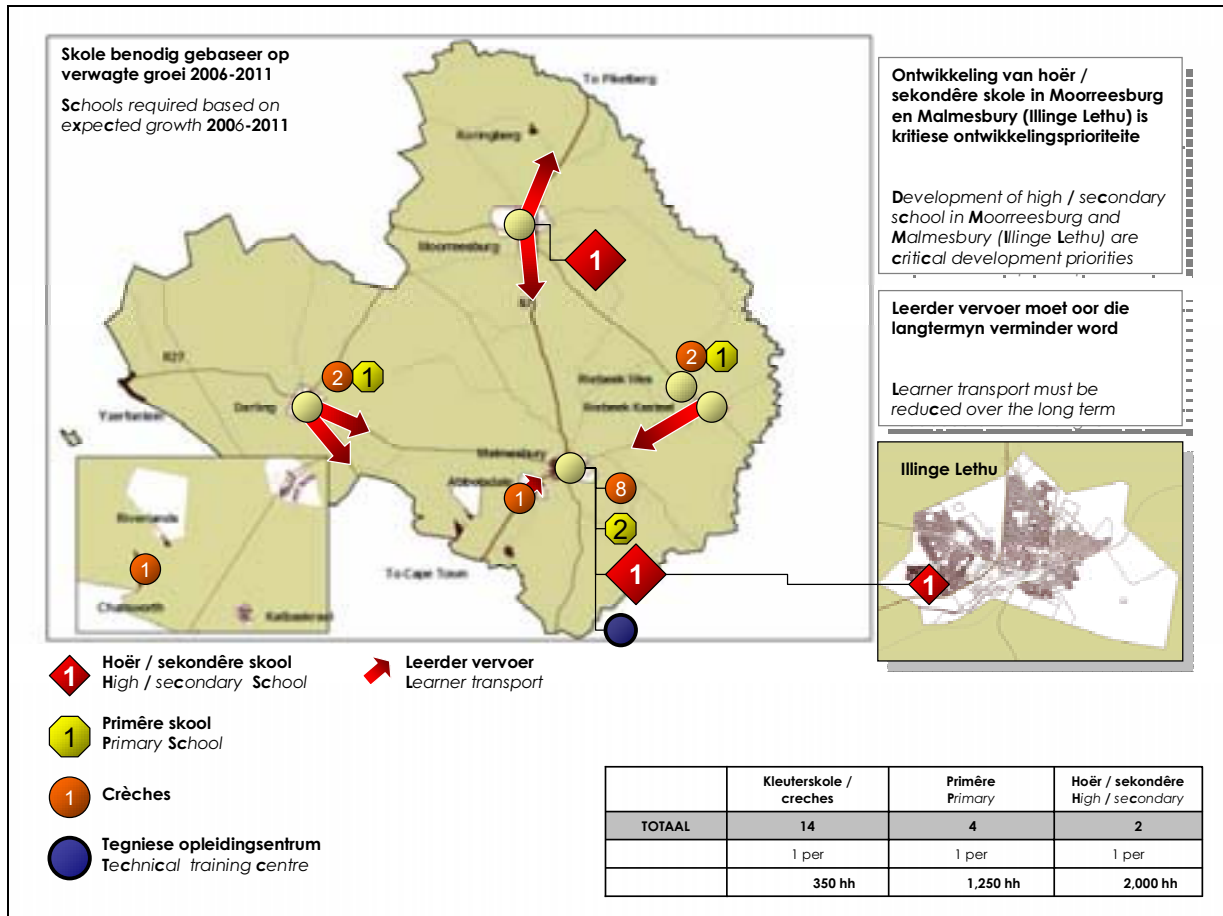 Skole benodig gebaseer op
verwagte groei 2006-2011
Schools required based on
expected growth 2006-2011
To Piketberg
Koringberg
Moorreesburg
1
R27
2
1
Darling
Yzerfontein
2
1
Riebeek Wes
Riebeek Kasteel
Malmesbury
Abbotsdale
1
8
2
1
To Cape Town
Riverlands
1
Chatsworth
Kalbaskraal
Ontwikkeling van hoër /
sekondêre skole in Moorreesburg
en Malmesbury (Illinge Lethu) is
kritiese ontwikkelingsprioriteite
Development of high / secondary
school in Moorreesburg and
Malmesbury (Illinge Lethu) are
critical development priorities
Leerder vervoer moet oor die
langtermyn verminder word
Learner transport must be
reduced over the long term
Illinge Lethu
1
1 Hoër / sekondêre skool
High / secondary School
Leerder vervoer
Learner transport
1 Primêre skool
Primary School
1 Crèches
Tegniese opleidingsentrum
Technical training centre
Kleuterskole / creches
Primêre Primary
Hoër / sekondêre High / secondary
TOTAAL 14 4 2
1 per 1 per 1 per
350 hh 1,250 hh 2,000 hh